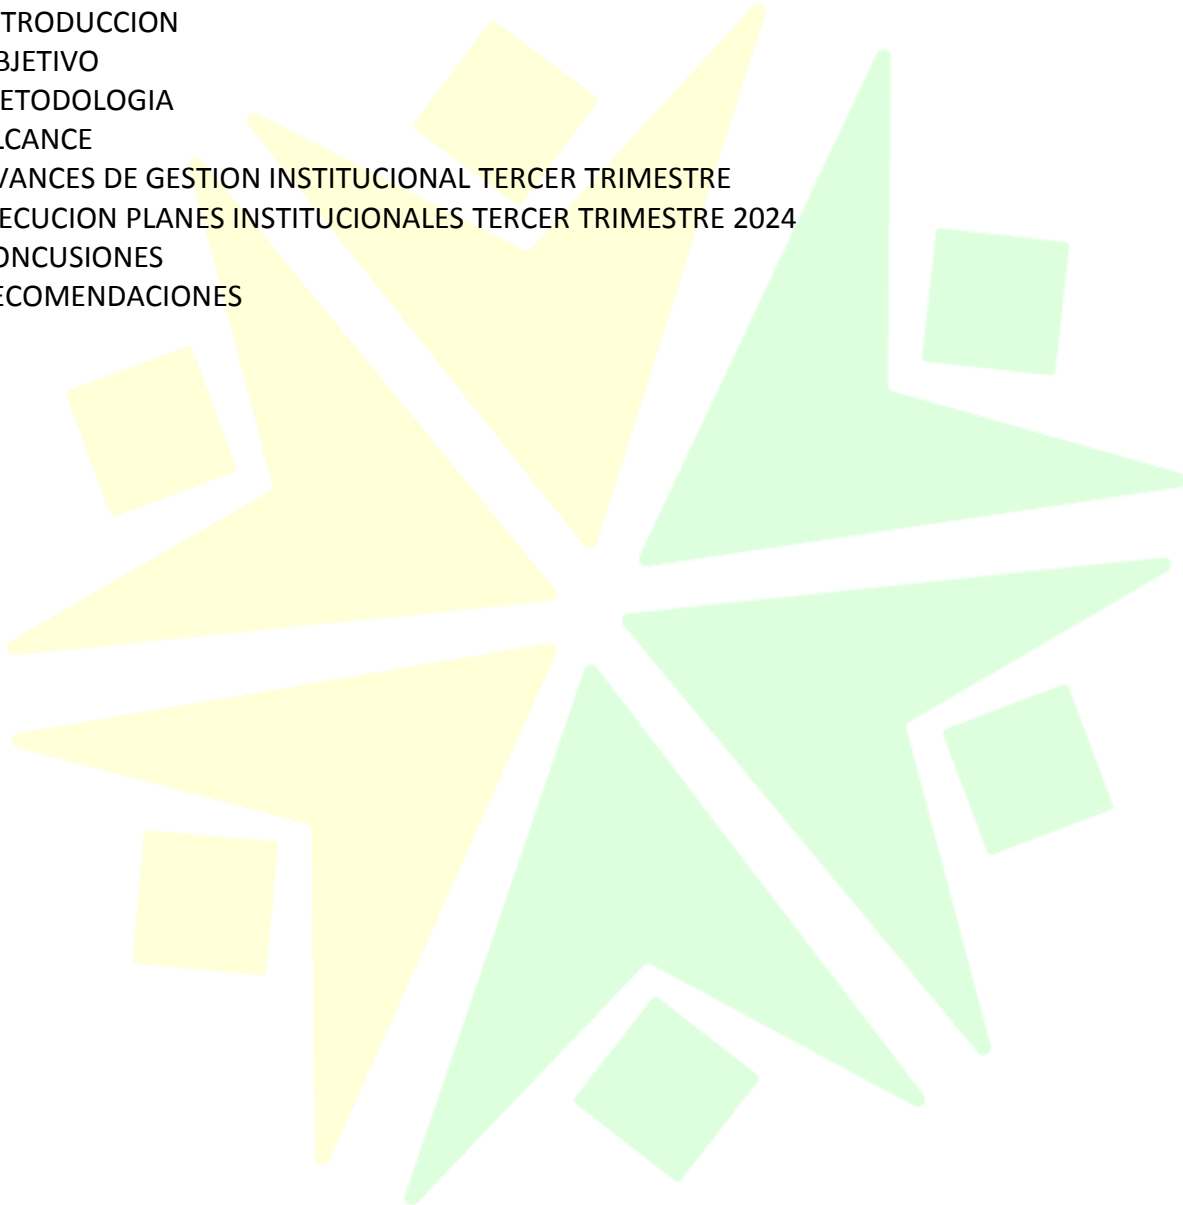 TRODUCCION
BJETIVO
ETODOLOGIA
LCANCE
VANCES DE GESTION INSTITUCIONAL TERCER TRIMESTRE
ECUCION PLANES INSTITUCIONALES TERCER TRIMESTRE 2024
ONCUSIONES
ECOMENDACIONES